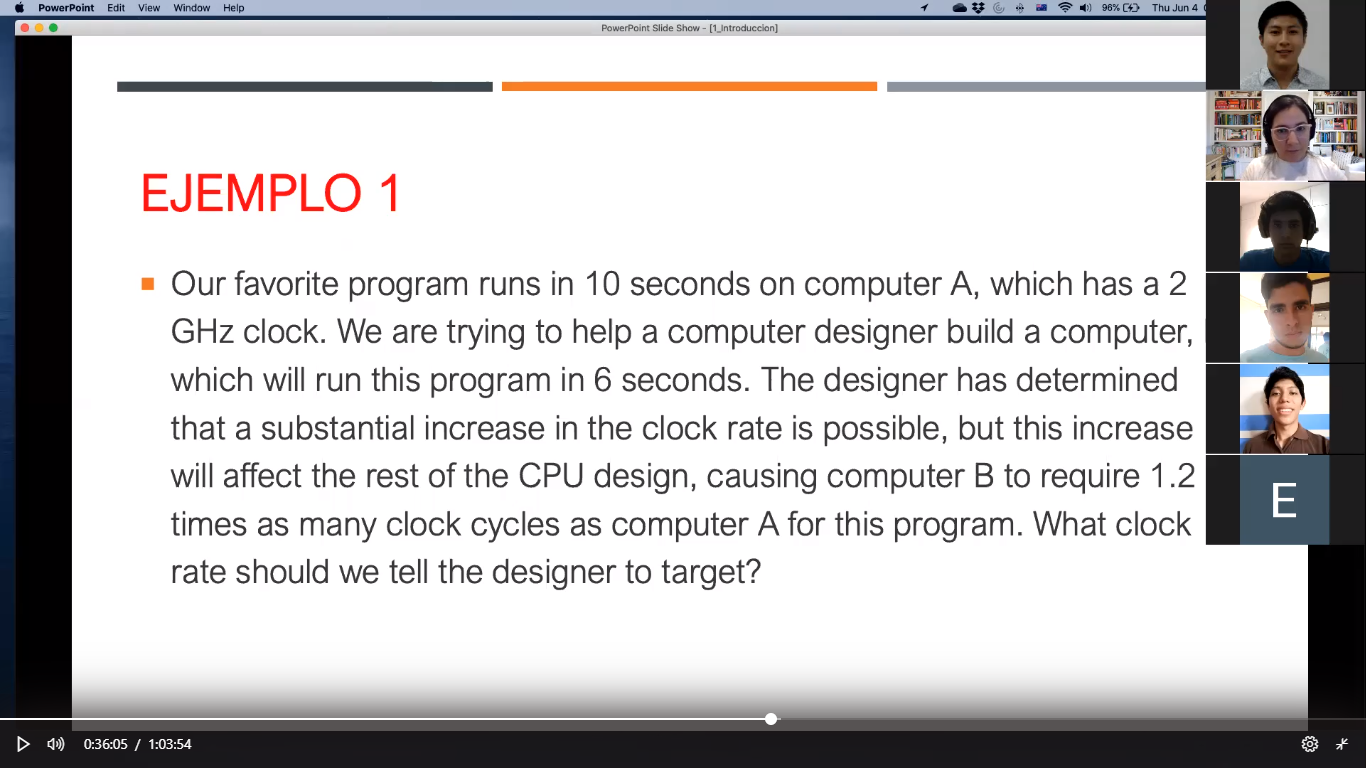 PowerPoint Edit View Window Help 96% Thu Jun 4
PowerPoint Slide Show - [1_Introduccion]
EJEMPLO 1
Our favorite program runs in 10 seconds on computer A, which has a 2
GHz clock. We are trying to help a computer designer build a computer,
which will run this program in 6 seconds. The designer has determined
that a substantial increase in the clock rate is possible, but this increase
will affect the rest of the CPU design, causing computer B to require 1.2
times as many clock cycles as computer A for this program. What clock
rate should we tell the designer to target?
E
0:36:05 / 1:03:54